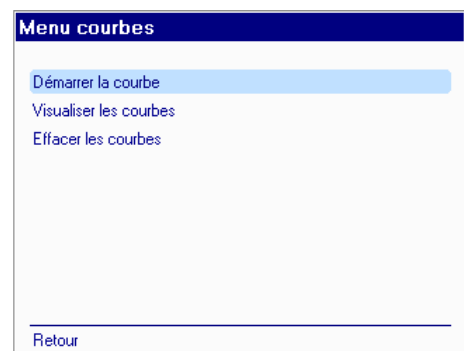 Menu courbes
Démarrer la courbe
Visualiser les courbes
Effacer les courbes
Retour